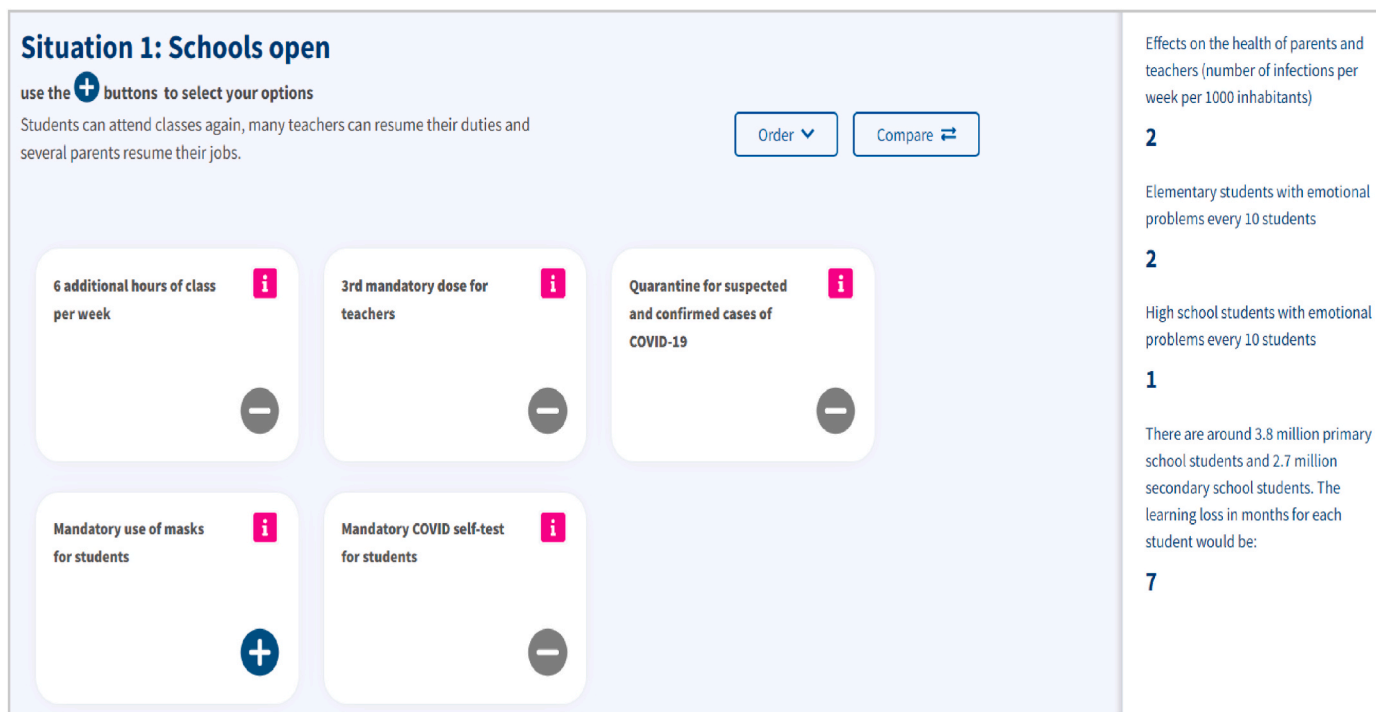 Situation 1: Schools open
use the + buttons to select your options
Students can attend classes again, many teachers can resume their duties and
several parents resume their jobs.
Order
Compare
6 additional hours of class
per week
i
3rd mandatory dose for
teachers
i
Quarantine for suspected
and confirmed cases of
COVID-19
i
Mandatory use of masks
for students
i
Mandatory COVID self-test
for students
i
Effects on the health of parents and
teachers (number of infections per
week per 1000 inhabitants)
2
Elementary students with emotional
problems every 10 students
2
High school students with emotional
problems every 10 students
1
There are around 3.8 million primary
school students and 2.7 million
secondary school students. The
learning loss in months for each
student would be:
7